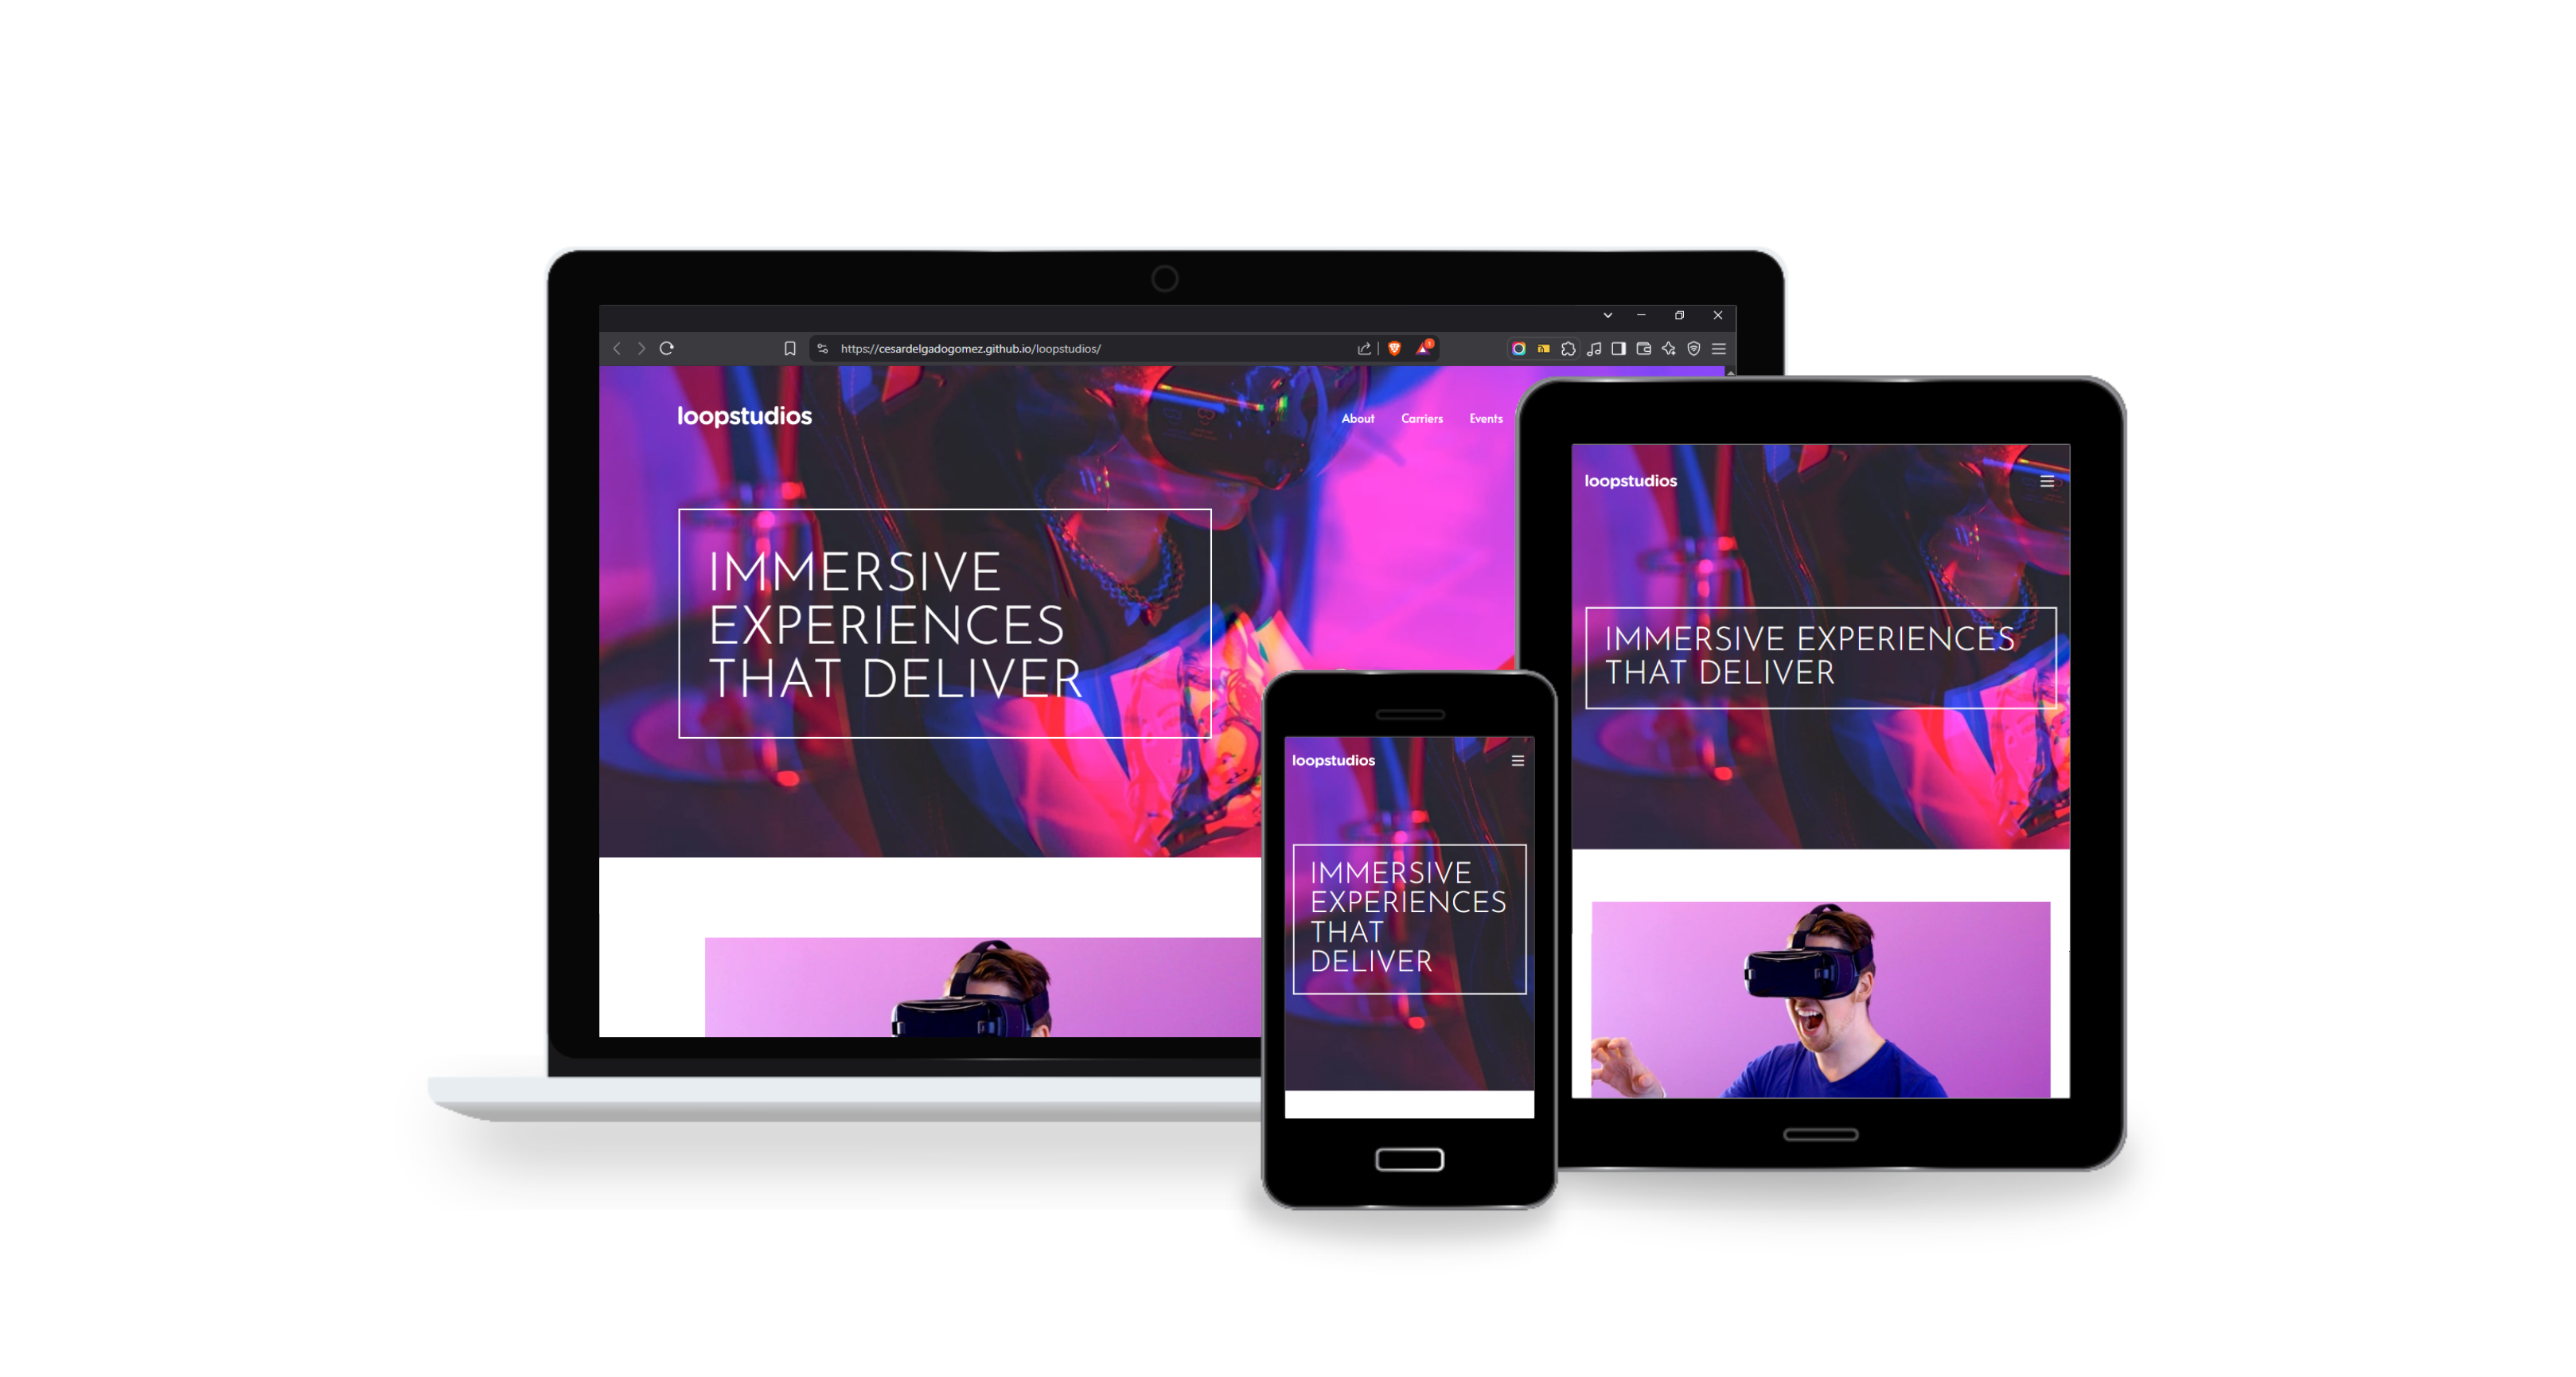 https://cesardelgadogomez.github.io/loopstudios/
loopstudios
About Carriers Events
IMMERSIVE
EXPERIENCES
THAT DELIVER
loopstudios
IMMERSIVE
EXPERIENCES
THAT
DELIVER
loopstudios
IMMERSIVE EXPERIENCES
THAT DELIVER